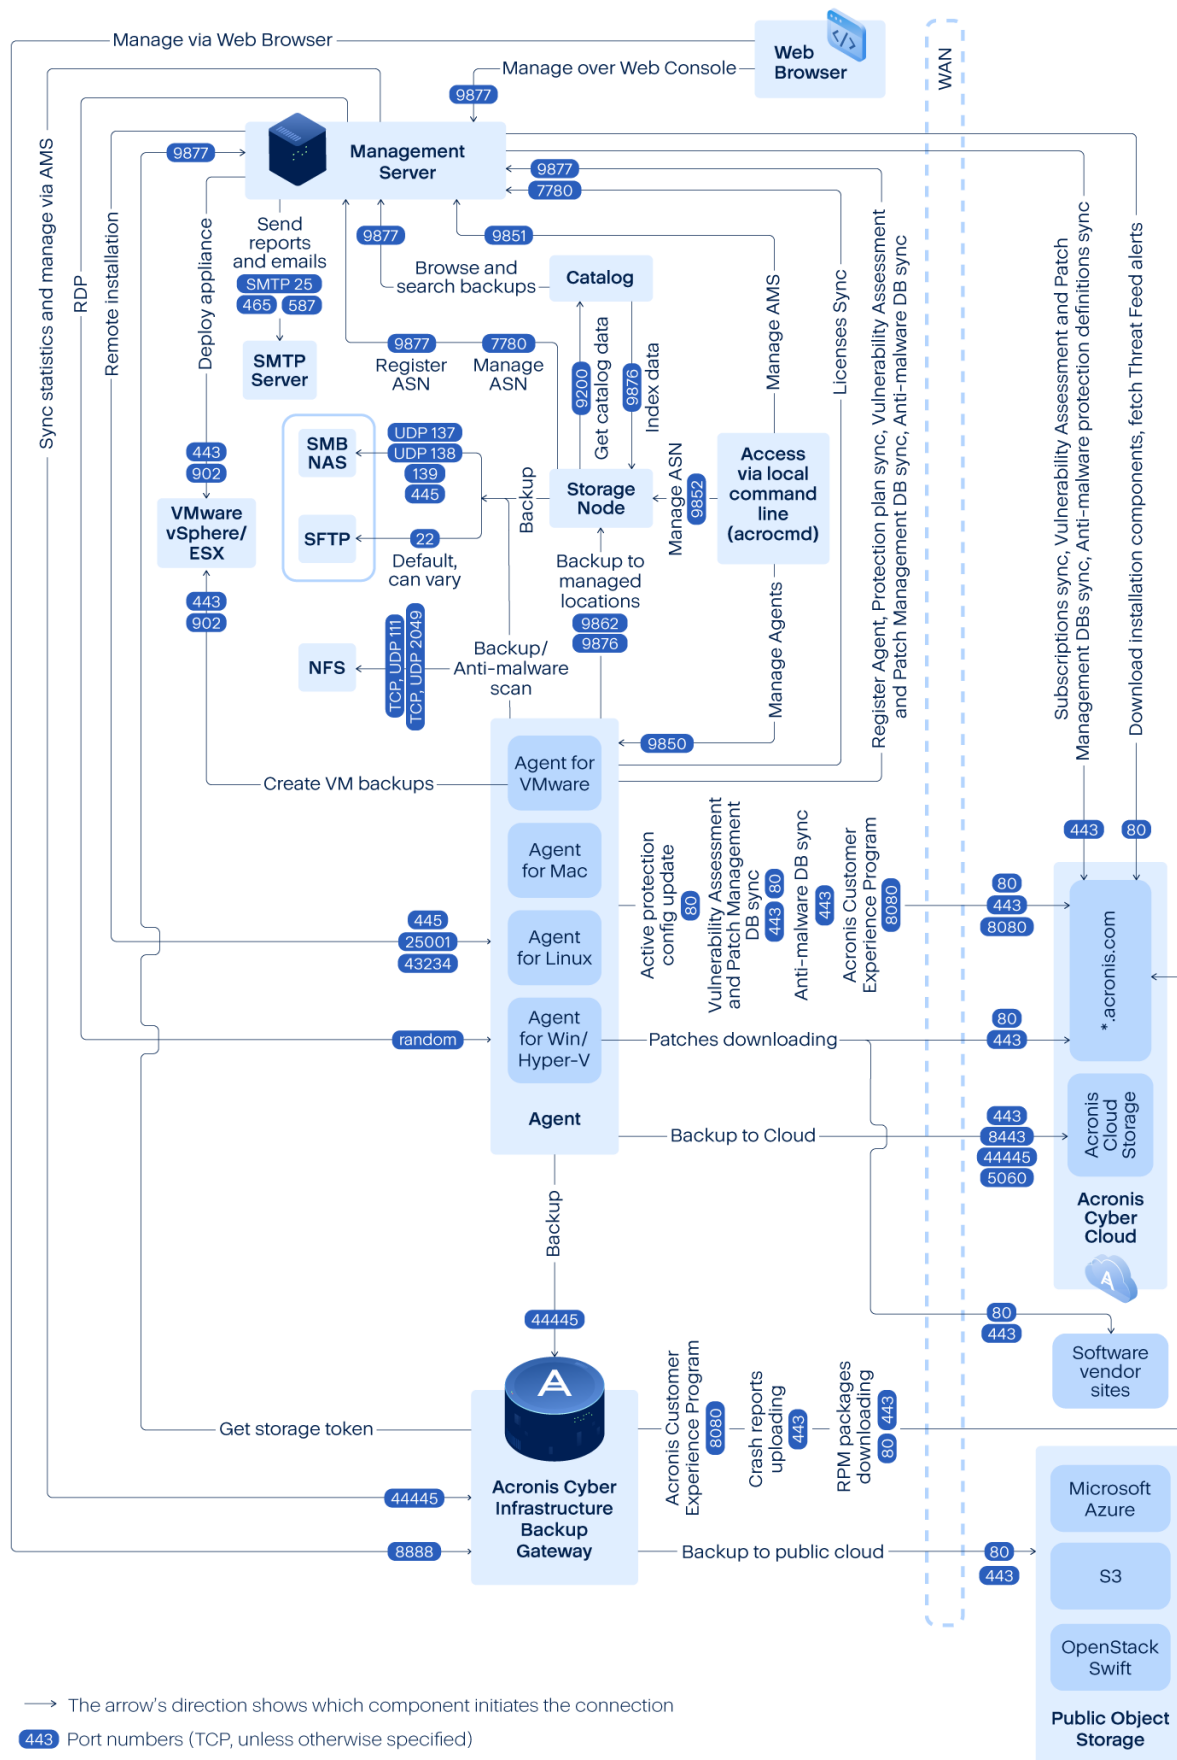 Manage via Web Browser
Web
Browser
Manage over Web Console
9877
WAN
Sync statistics and manage via AMS
RDP
Remote installation
9877
Management
Server
9877
7780
Deploy appliance
Send
reports
and emails
SMTP 25
465
587
SMTP
Server
9877
9851
Browse and
search backups
Catalog
9877
Register
ASN
7780
Manage
ASN
9200
Get catalog data
9876
Index data
Manage AMS
Licenses Sync
Register Agent, Protection plan sync, Vulnerability Assessment
and Patch Management DB sync, Anti-malware DB sync
Subscriptions sync, Vulnerability Assessment and Patch
Management DBs sync, Anti-malware protection definitions sync
Download installation components, fetch Threat Feed alerts
443
902
VMware
vSphere/
ESX
443
902
SMB
NAS
UDP 137
UDP 138
139
445
SFTP
22
Default,
can vary
Backup
Storage
Node
Manage ASN
9852
Access
via local
command
line
(acrocmd)
Backup to
managed
locations
9862
9876
NFS
TCP, UDP 111
TCP, UDP 2049
Backup/
Anti-malware
scan
Manage Agents
9850
Create VM backups
Agent for
VMware
Agent
for Mac
Agent
for Linux
Agent
for Win/
Hyper-V
Agent
Active protection
config update
80
Vulnerability Assessment
and Patch Management
DB sync
443
80
Anti-malware DB sync
443
Acronis Customer
Experience Program
8080
443
80
80
443
8080
*.acronis.com
445
25001
43234
random
Patches downloading
80
443
Backup to Cloud
443
8443
44445
5060
Acronis
Cloud
Storage
Acronis
Cyber
Cloud
Backup
44445
80
443
Software
vendor
sites
Get storage token
Acronis Customer
Experience Program
8080
Crash reports
uploading
443
RPM packages
downloading
80
443
44445
Acronis Cyber
Infrastructure
Backup
Gateway
8888
Backup to public cloud
80
443
Microsoft
Azure
S3
OpenStack
Swift
Public Object
Storage
The arrow's direction shows which component initiates the connection
443 Port numbers (TCP, unless otherwise specified)